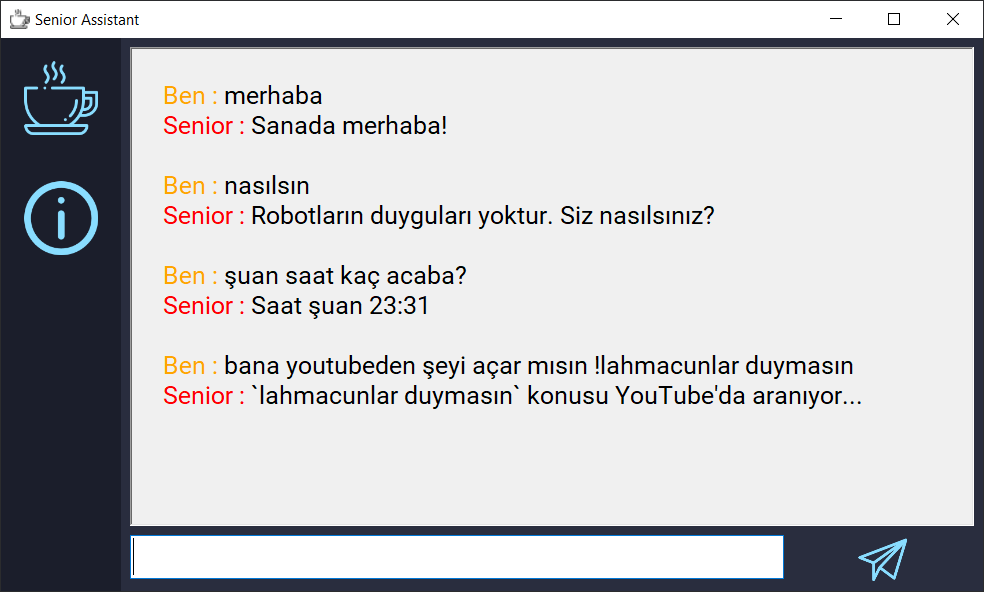 Senior Assistant
Ben : merhaba
Senior : Sanada merhaba!
Ben : nasılsın
Senior : Robotların duyguları yoktur. Siz nasılsınız?
Ben : şuan saat kaç acaba?
Senior : Saat şuan 23:31
Ben : bana youtubeden şeyi açar mısın !lahmacunlar duymasın
Senior : `lahmacunlar duymasın` konusu YouTube'da aranıyor...